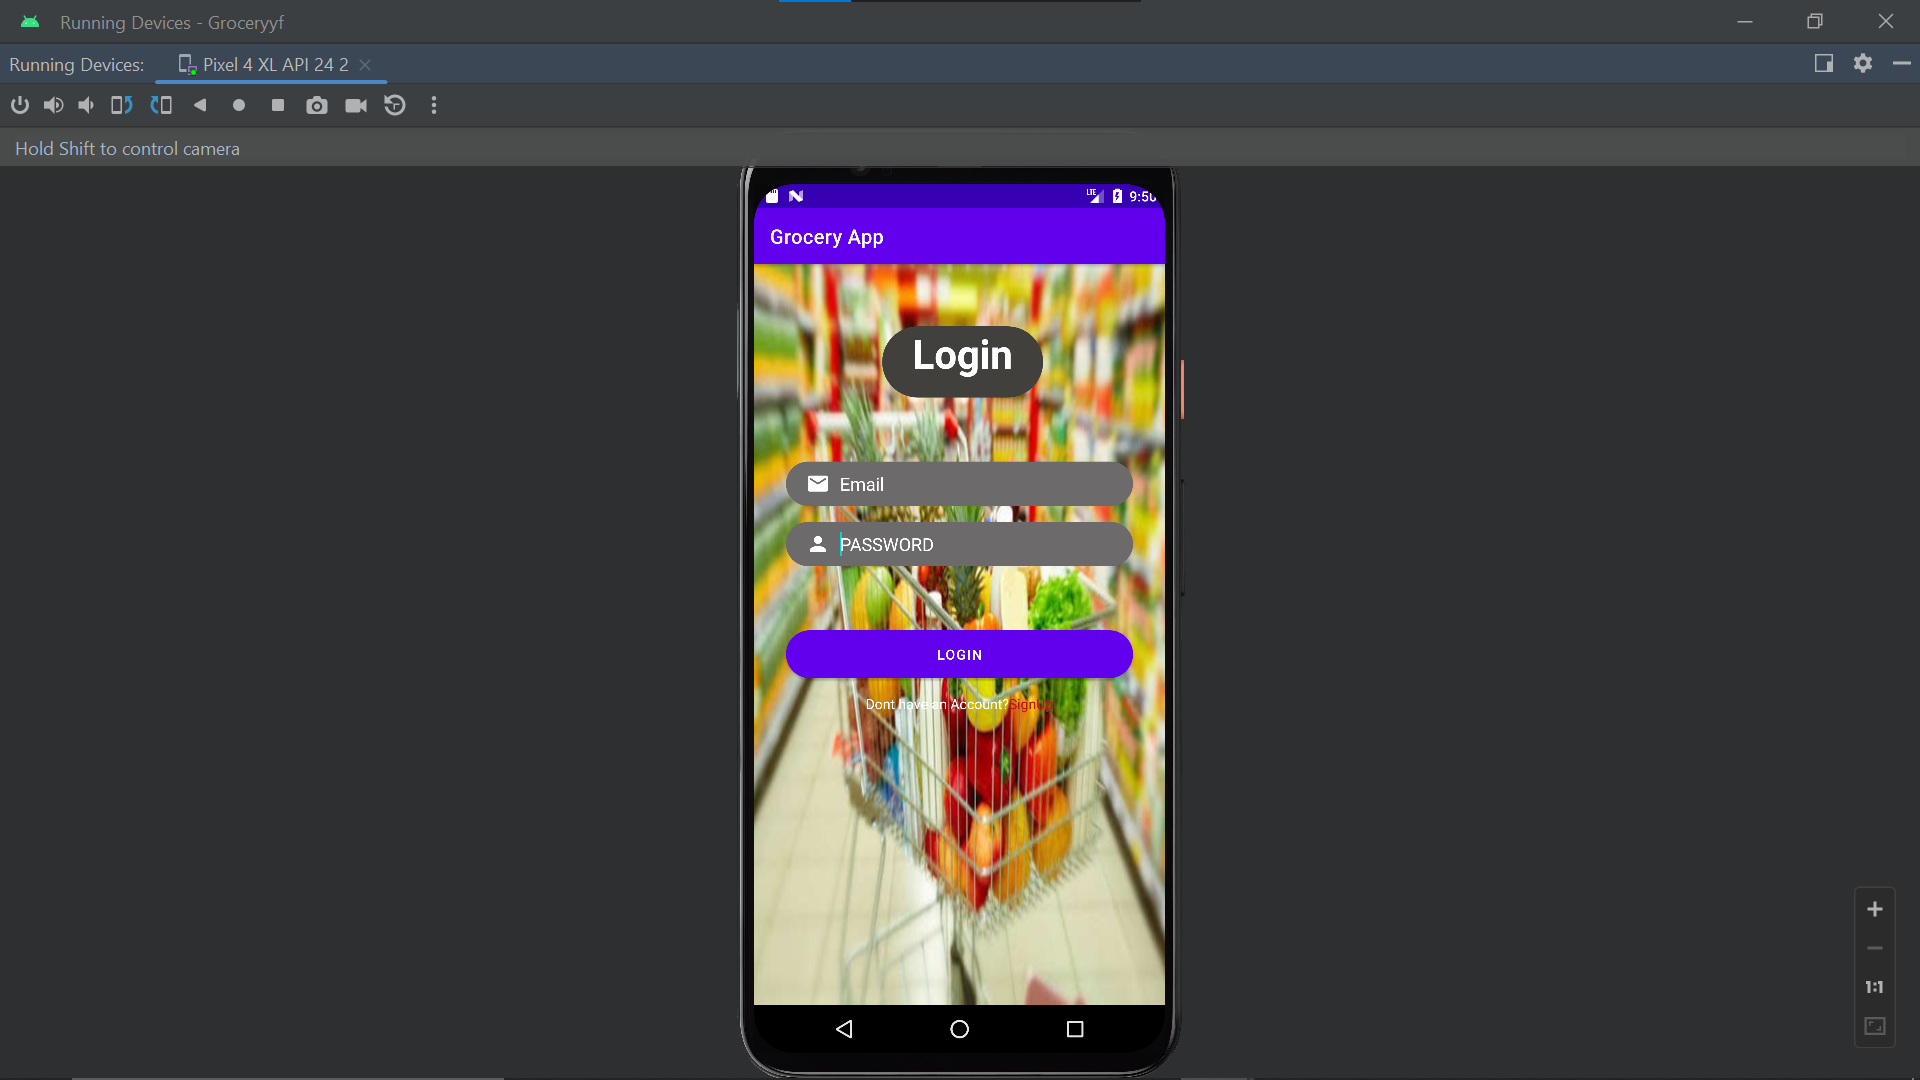 Running Devices - Groceryyf
Running Devices: Pixel 4 XL API 24 2
Hold Shift to control camera
LTE 9:50
Grocery App
Login
Email
PASSWORD
LOGIN
Dont have an Account?SignUp
1:1